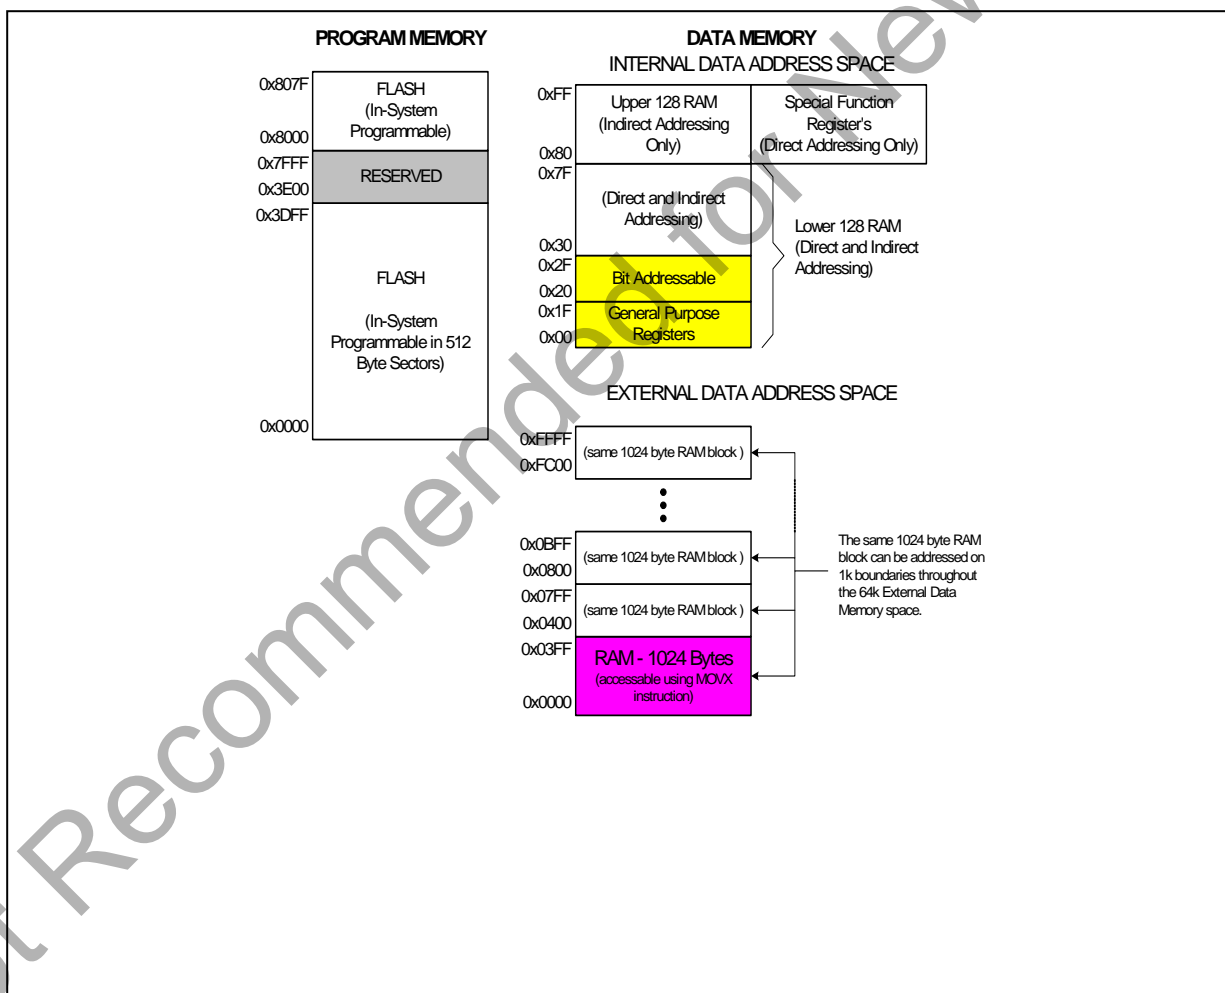 PROGRAM MEMORY
0x807F
0x8000
FLASH
(In-System
Programmable)
0x7FFF
0x3E00
RESERVED
0x3DFF
0x0000
FLASH
(In-System
Programmable in 512
Byte Sectors)
DATA MEMORY
INTERNAL DATA ADDRESS SPACE
0xFF
0x80
Upper 128 RAM
(Indirect Addressing
Only)
Special Function
Register's
(Direct Addressing Only)
0x7F
0x30
(Direct and Indirect
Addressing)
0x2F
0x20
Bit Addressable
0x1F
0x00
General Purpose
Registers
Lower 128 RAM
(Direct and Indirect
Addressing)
EXTERNAL DATA ADDRESS SPACE
0xFFFF
0xFC00
(same 1024 byte RAM block )
0x0BFF
0x0800
(same 1024 byte RAM block )
0x07FF
0x0400
(same 1024 byte RAM block )
0x03FF
0x0000
RAM - 1024 Bytes
(accessable using MOVX
instruction)
The same 1024 byte RAM
block can be addressed on
1k boundaries throughout
the 64k External Data
Memory space.
Recommended for New